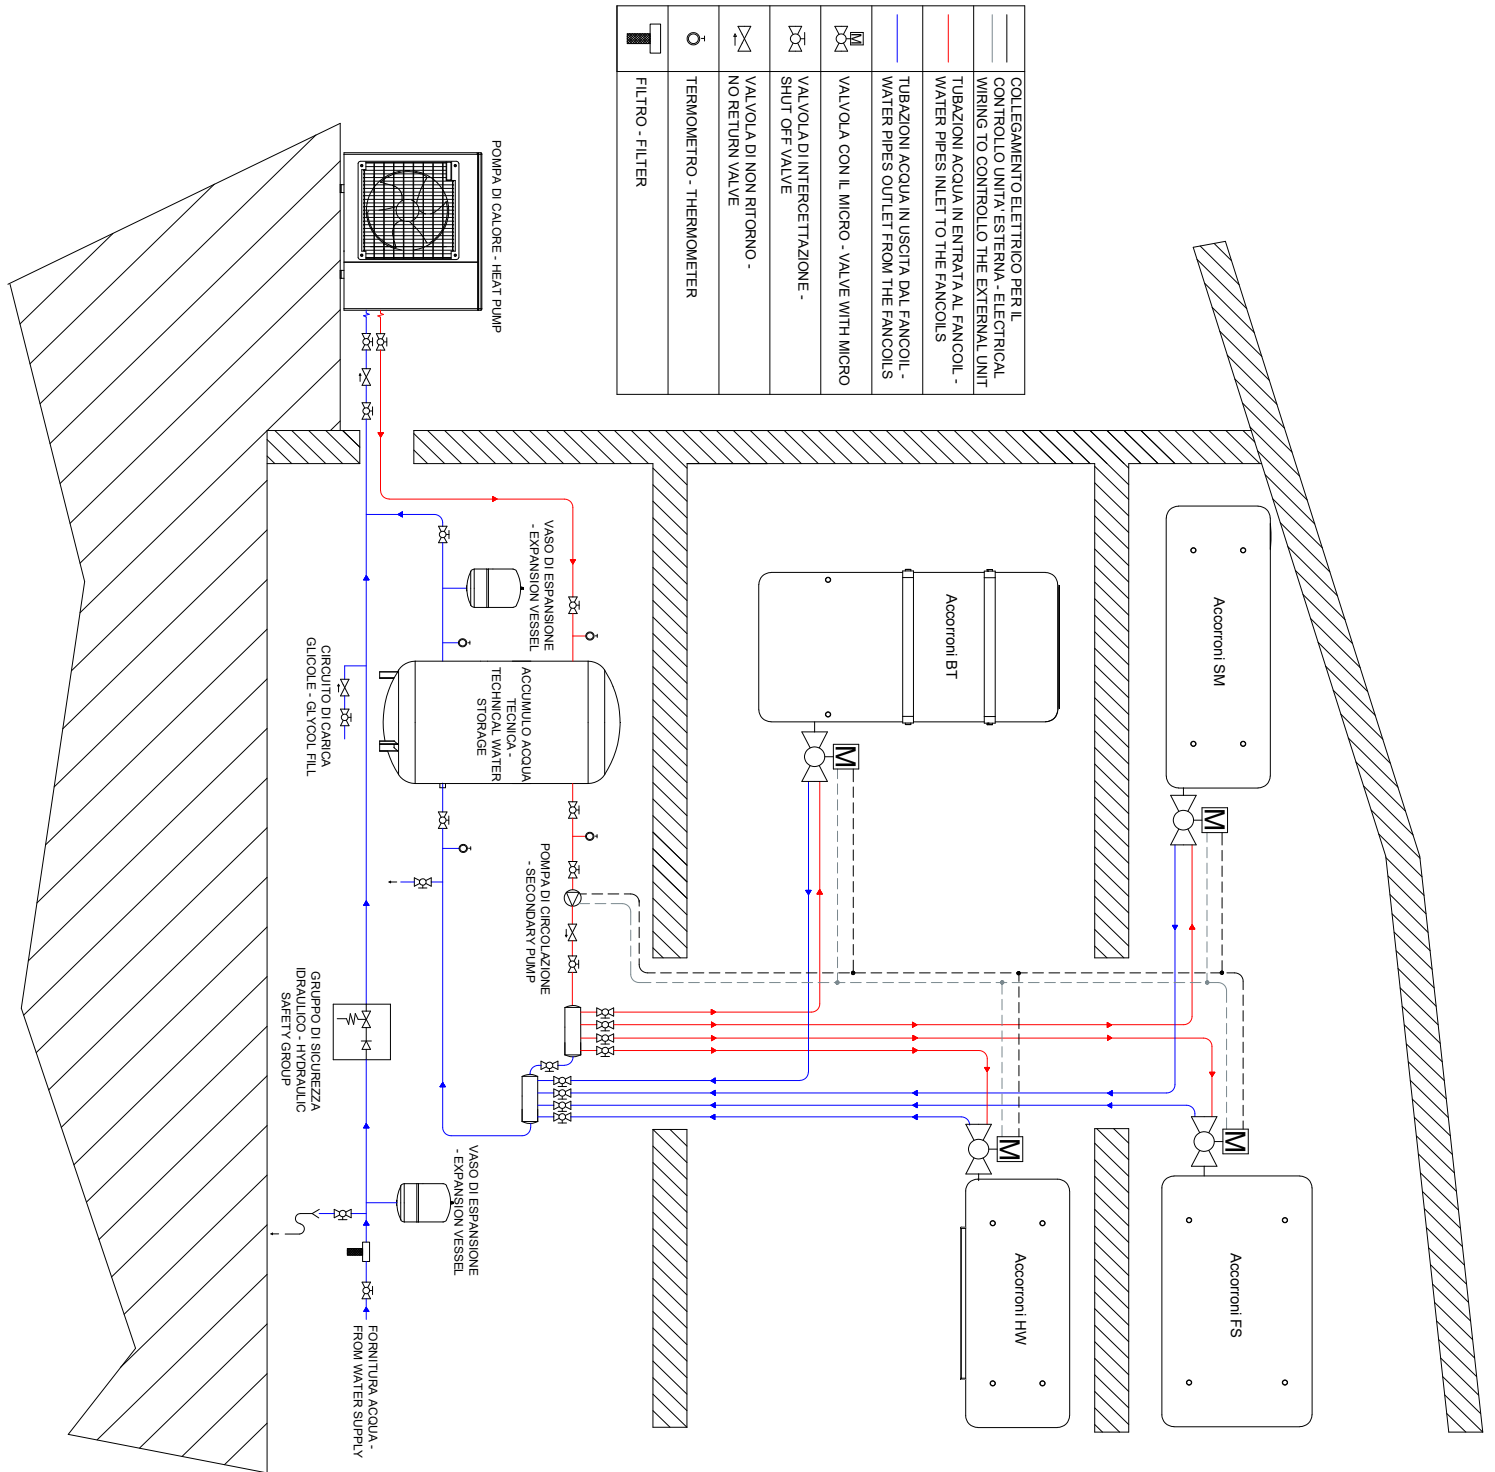 COLLEGAMENTO ELETTRICO PER IL
CONTROLLO UNITA' ESTERNA - ELECTRICAL
WIRING TO CONTROLLO THE EXTERNAL UNIT
TUBAZIONI ACQUA IN ENTRATA AL FANCOIL -
WATER PIPES INLET TO THE FANCOILS
TUBAZIONI ACQUA IN USCITA DAL FANCOIL -
WATER PIPES OUTLET FROM THE FANCOILS
M
VALVOLA CON IL MICRO - VALVE WITH MICRO
VALVOLA DI INTERCETTAZIONE -
SHUT OFF VALVE
VALVOLA DI NON RITORNO -
NO RETURN VALVE
TERMOMETRO - THERMOMETER
FILTRO - FILTER
POMPA DI CALORE - HEAT PUMP
Accorroni SM
M
Accorroni BT
M
VASO DI ESPANSIONE
- EXPANSION VESSEL
ACCUMULO ACQUA
TECNICA -
TECHNICAL WATER
STORAGE
CIRCUITO DI CARICA
GLICOLE - GLYCOL FILL
POMPA DI CIRCOLAZIONE
- SECONDARY PUMP
GRUPPO DI SICUREZZA
IDRAULICO - HYDRAULIC
SAFETY GROUP
M
Accorroni FS
M
Accorroni HW
VASO DI ESPANSIONE
- EXPANSION VESSEL
FORNITURA ACQUA -
FROM WATER SUPPLY